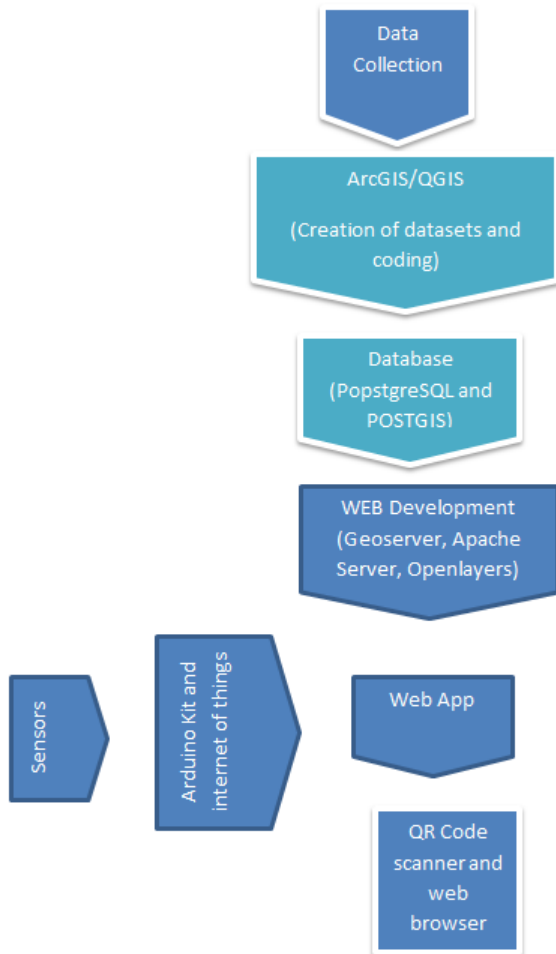 Data
Collection
ArcGIS/QGIS
(Creation of datasets and
coding)
Database
(PopstgreSQL and
POSTGIS)
WEB Development
(Geoserver, Apache
Server, Openlayers)
Sensors
Arduino Kit and
internet of things
Web App
QR Code
scanner and
web
browser